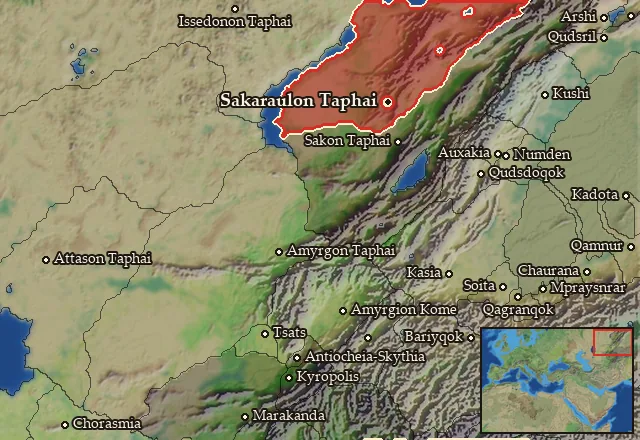 Issedonon Taphai
Arshi
Qudsril
Sakaraulon Taphai
Kushi
Sakon Taphai
Auxakia
Numden
Qudsdoqok
Kadota
Amyrgon Taphai
Qamnur
Attason Taphai
Kasia
Chaurana
Soita
Mpraysnrar
Qagranqok
Amyrgion Kome
Tsats
Bariyqok
Antiocheia-Skythia
Kyropolis
Marakanda
Chorasmia